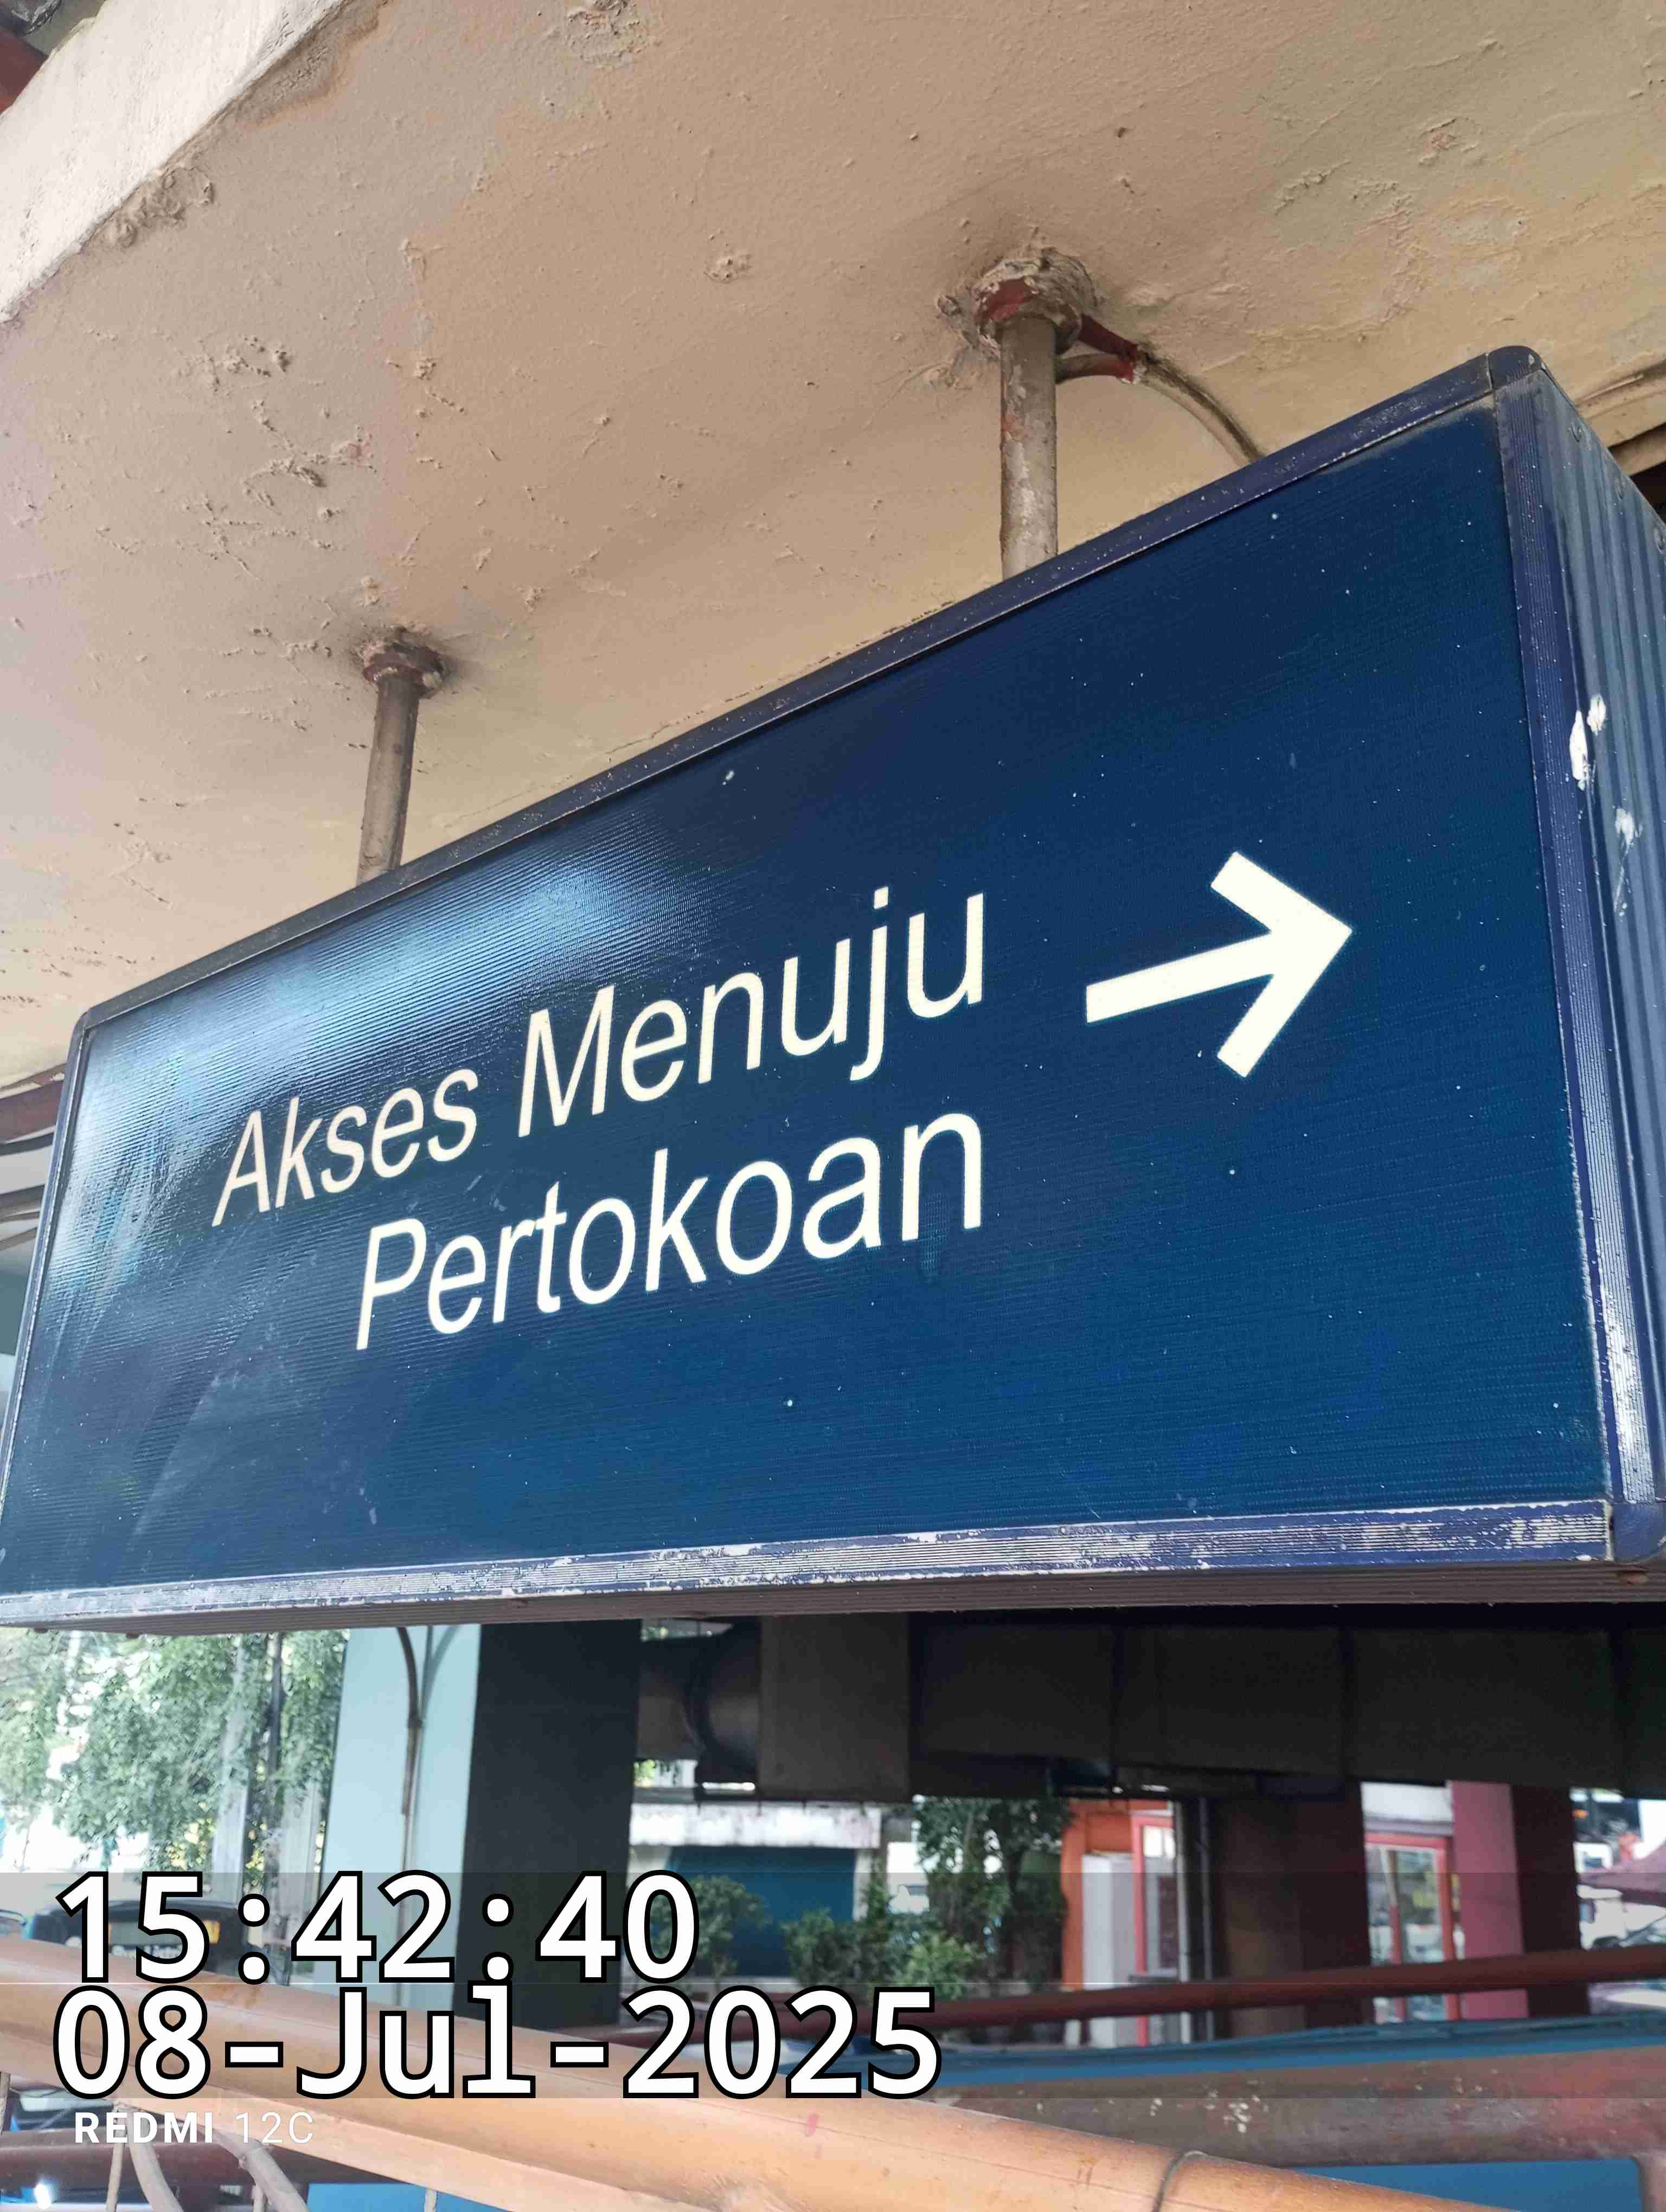 Akses Menuju
Pertokoan
15:42:40
08-Jul-2025
REDMI 12C